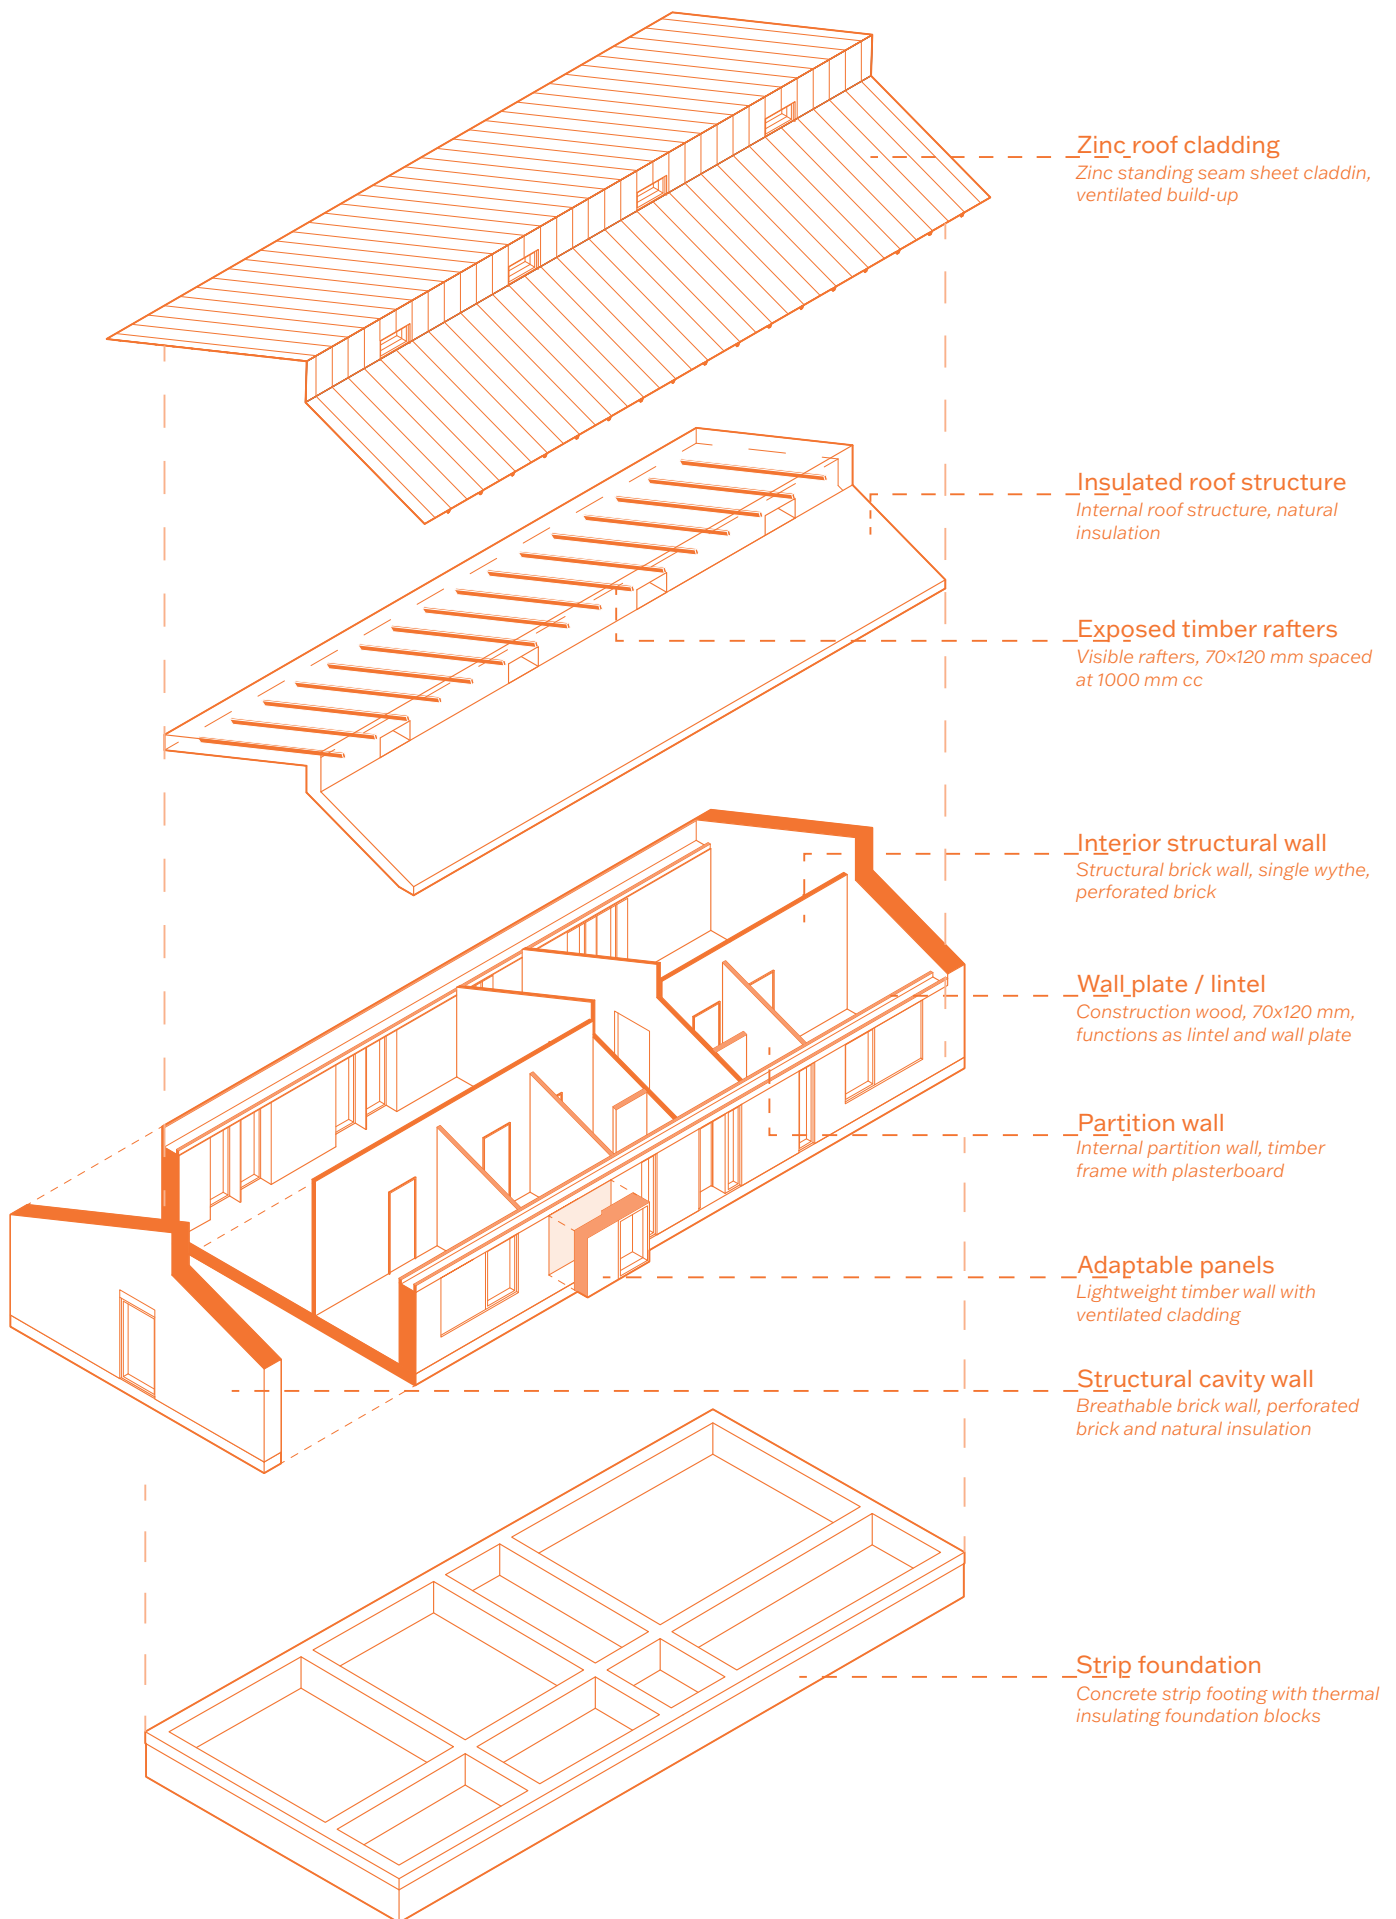 Zinc roof cladding
Zinc standing seam sheet claddin,
ventilated build-up
Insulated roof structure
Internal roof structure, natural
insulation
Exposed timber rafters
Visible rafters, 70×120 mm spaced
at 1000 mm cc
Interior structural wall
Structural brick wall, single wythe,
perforated brick
Wall plate / lintel
Construction wood, 70x120 mm,
functions as lintel and wall plate
Partition wall
Internal partition wall, timber
frame with plasterboard
Adaptable panels
Lightweight timber wall with
ventilated cladding
Structural cavity wall
Breathable brick wall, perforated
brick and natural insulation
Strip foundation
Concrete strip footing with thermal
insulating foundation blocks